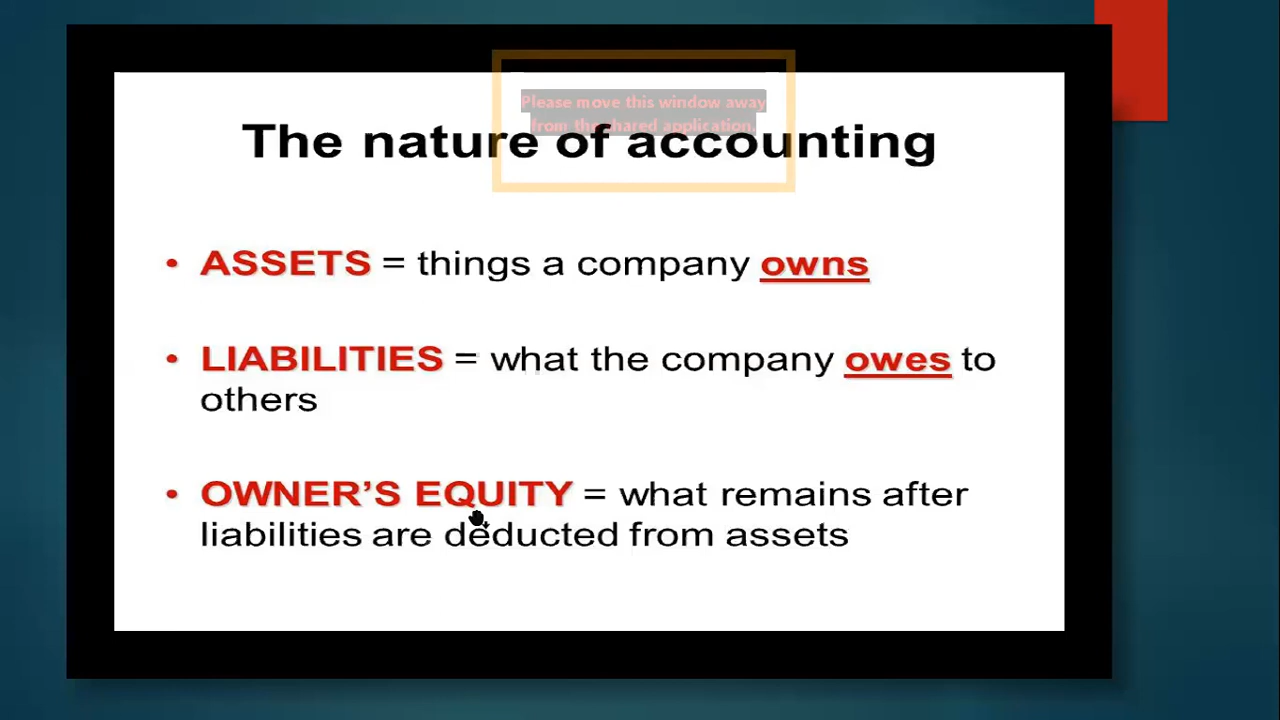 Please move this window away
from the shared application.
The nature of accounting
• ASSETS = things a company owns
• LIABILITIES = what the company owes to
others
• OWNER’S EQUITY = what remains after
liabilities are deducted from assets